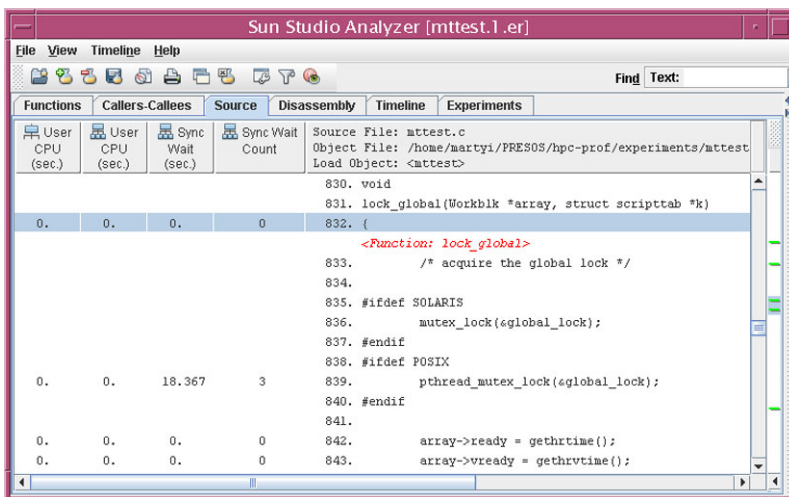 Sun Studio Analyzer [mttest.1.er]
File View Timeline Help
Find Text:
Functions Callers-Callees Source Disassembly Timeline Experiments
User CPU (sec.) User CPU (sec.) Sync Wait (sec.) Sync Wait Count
Source File: mttest.c
Object File: /home/martyi/PRESOS/hpc-prof/experiments/mttest
Load Object: <mttest>
830. void
831. lock_global(Workblk *array, struct scripttab *k)
0. 0. 0. 0 832. {
<Function: lock_global>
833. /* acquire the global lock */
834.
835. #ifdef SOLARIS
836. mutex_lock(&global_lock);
837. #endif
838. #ifdef POSIX
0. 0. 18.367 3 839. pthread_mutex_lock(&global_lock);
840. #endif
841.
0. 0. 0. 0 842. array->ready = gethrtime();
0. 0. 0. 0 843. array->vready = gethrvtime();